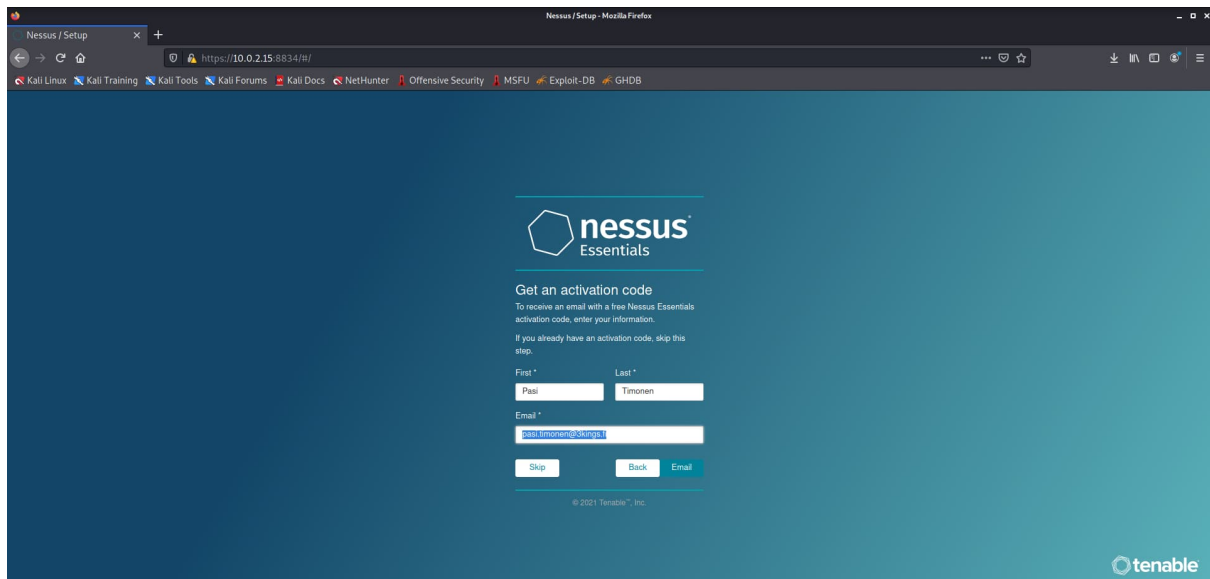 Nessus / Setup - Mozilla Firefox
Nessus / Setup
https://10.0.2.15:8834/#/
Kali Linux Kali Training Kali Tools Kali Forums Kali Docs NetHunter Offensive Security MSFU Exploit-DB GHDB
nessus
Essentials
Get an activation code
To receive an email with a free Nessus Essentials
activation code, enter your information.
If you already have an activation code, skip this
step.
First * Last *
Pasi Timonen
Email *
pasi.timonen@3kings.fi
Skip Back Email
© 2021 Tenable™, Inc.
tenable